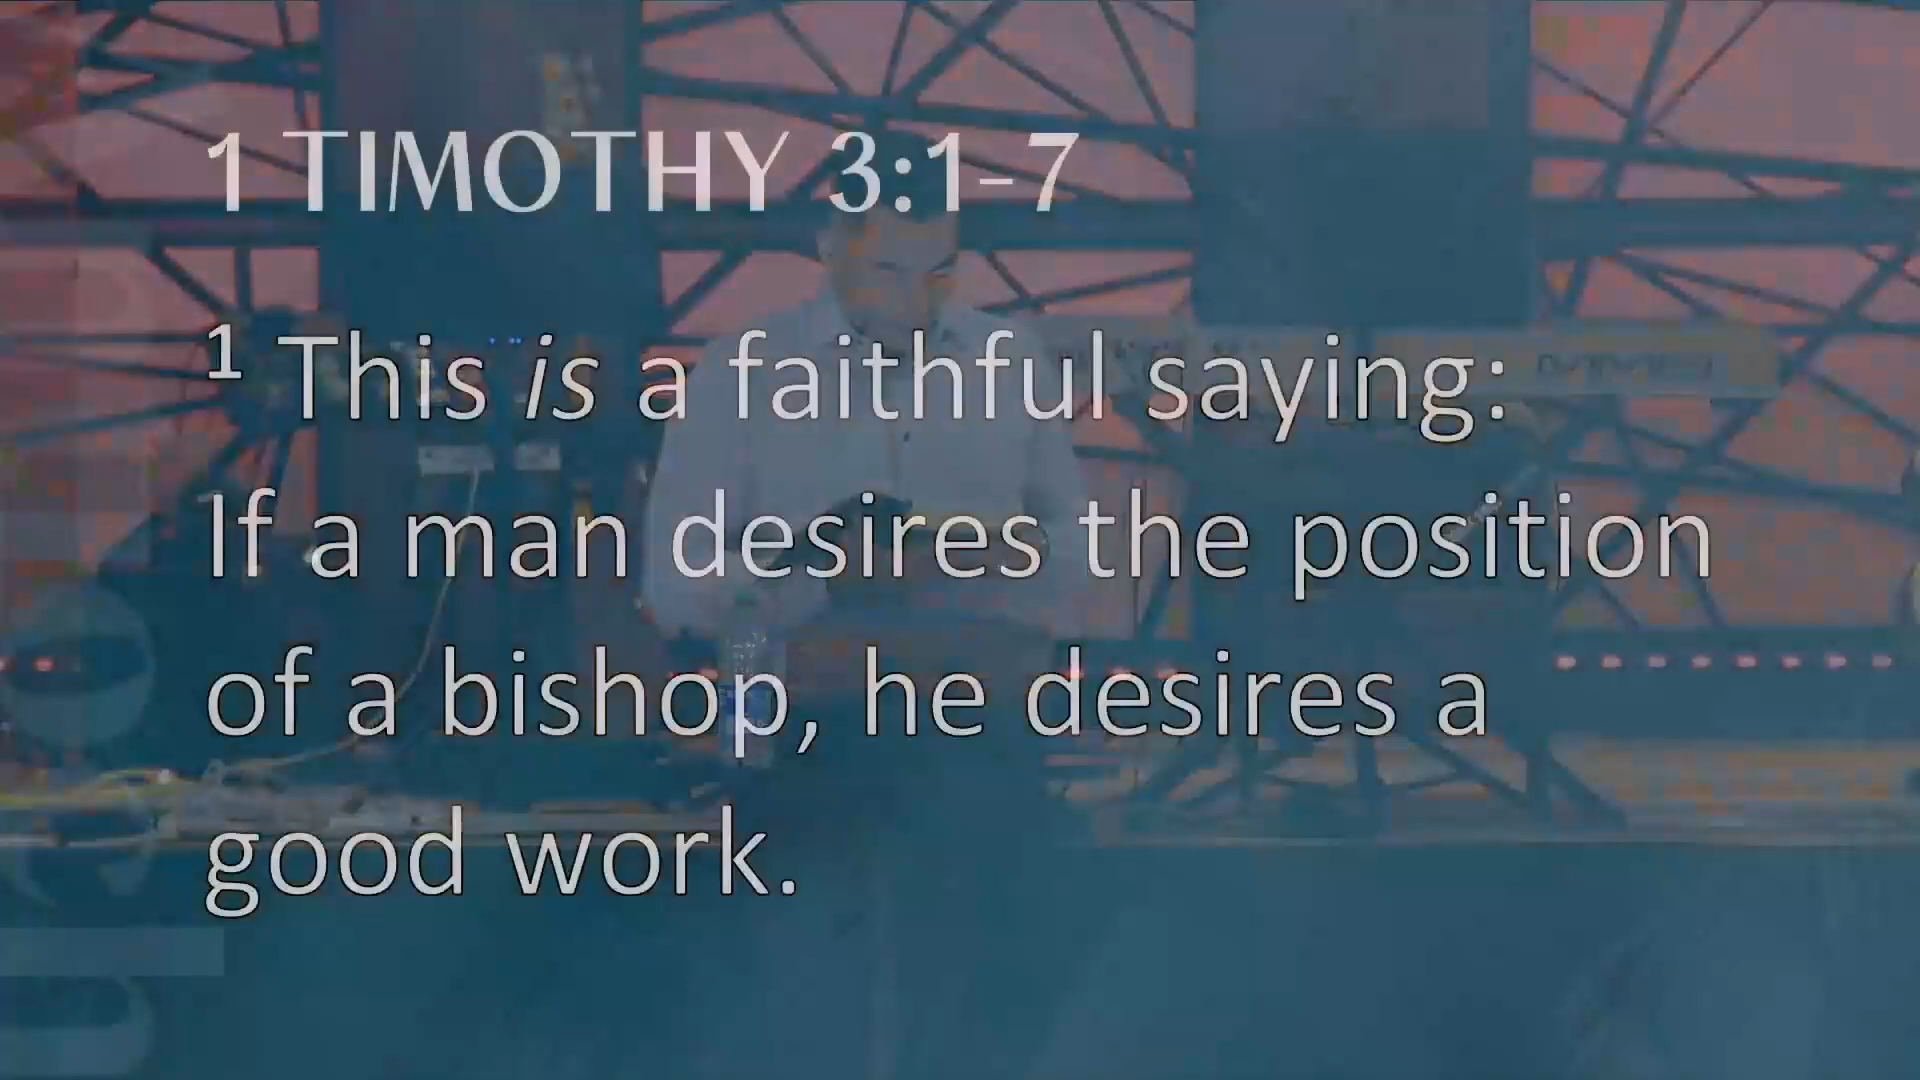 1 TIMOTHY 3:1-7
1 This is a faithful saying:
If a man desires the position
of a bishop, he desires a
good work.